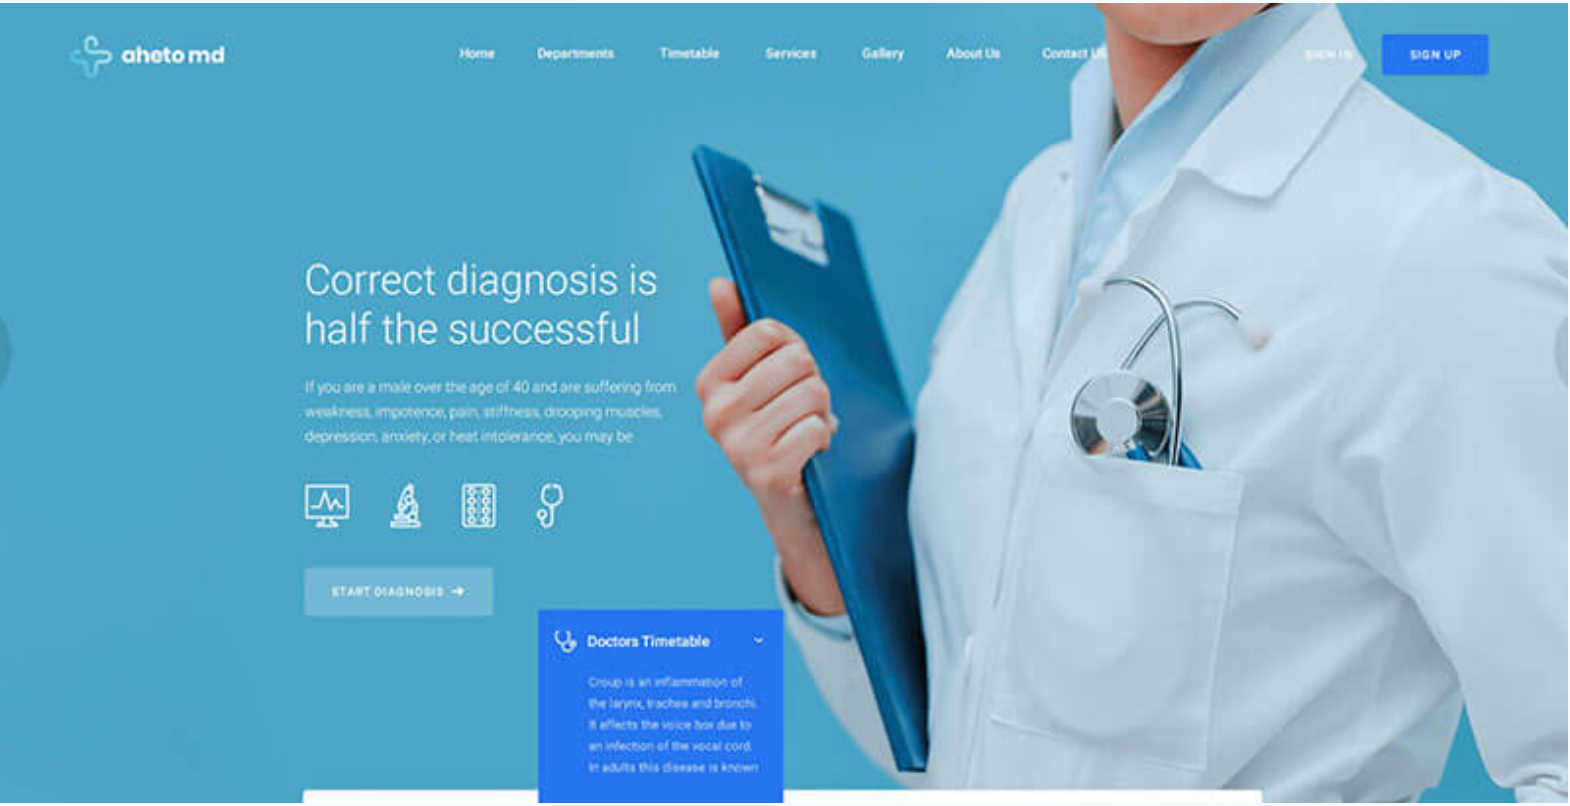 aheto md
Home Departments Timetable Services Gallery About Us Contact Us
SIGN IN
SIGN UP
Correct diagnosis is
half the successful
If you are a male over the age of 40 and are suffering from
weakness, impotence, pain, stiffness, drooping muscles,
depression, anxiety, or heat intolerance, you may be
START DIAGNOSIS
Doctors Timetable
Croup is an inflammation of
the larynx, trachea and bronchi.
It affects the voice box due to
an infection of the vocal cord.
In adults this disease is known